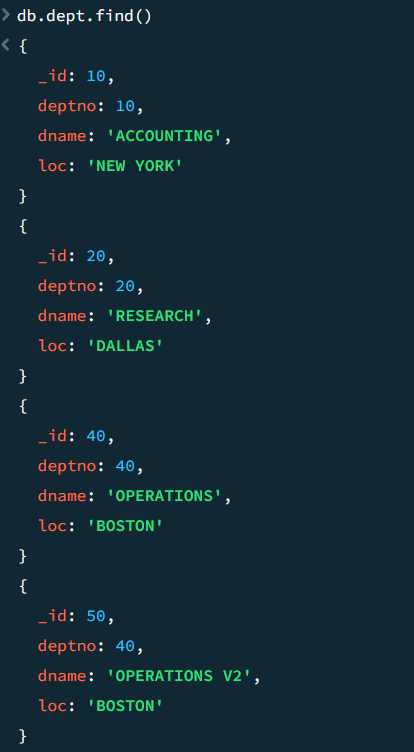 > db.dept.find()
< {
_id: 10,
deptno: 10,
dname: 'ACCOUNTING',
loc: 'NEW YORK'
}
{
_id: 20,
deptno: 20,
dname: 'RESEARCH',
loc: 'DALLAS'
}
{
_id: 40,
deptno: 40,
dname: 'OPERATIONS',
loc: 'BOSTON'
}
{
_id: 50,
deptno: 40,
dname: 'OPERATIONS V2',
loc: 'BOSTON'
}